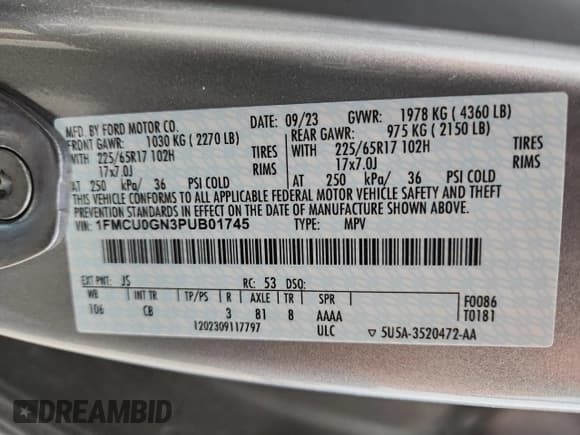 MFD. BY FORD MOTOR CO. DATE: 09/23 GVWR: 1978 KG ( 4360 LB)
FRONT GAWR: 1030 KG ( 2270 LB) REAR GAWR: 975 KG ( 2150 LB)
WITH 225/65R17 102H TIRES WITH 225/65R17 102H TIRES
17x7.0J RIMS 17x7.0J RIMS
AT 250 kPa/ 36 PSI COLD AT 250 kPa/ 36 PSI COLD
THIS VEHICLE CONFORMS TO ALL APPLICABLE FEDERAL MOTOR VEHICLE SAFETY AND THEFT
PREVENTION STANDARDS IN EFFECT ON THE DATE OF MANUFACTURE SHOWN ABOVE.
VIN: 1FMCU0GN3PUB01745 TYPE: MPV
EXT PNT: JS RC: 53 DSO:
WB INT TR TP/PS R AXLE TR SPR F0086
106 CB 3 81 8 AAAA T0181
1202309117797 ULC ▽ 5U5A-3520472-AA
DREAMBID